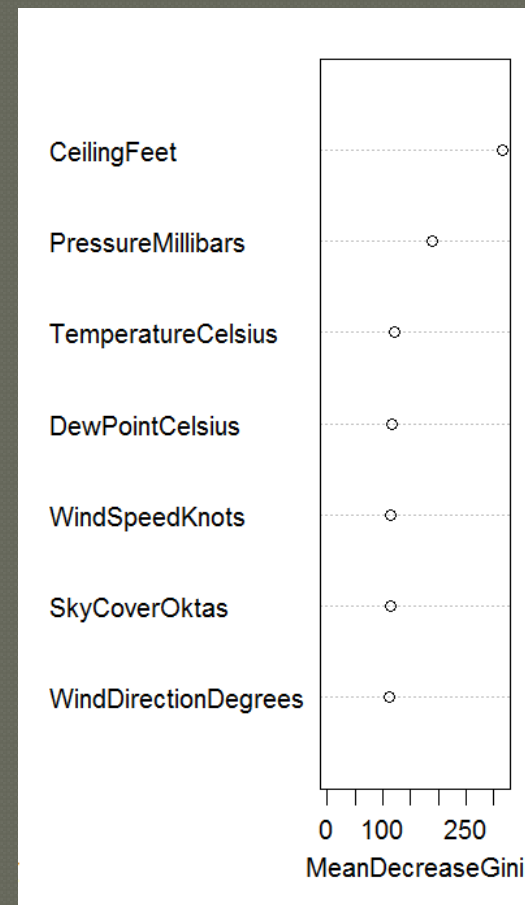 CeilingFeet
PressureMillibars
TemperatureCelsius
DewPointCelsius
WindSpeedKnots
SkyCoverOktas
WindDirectionDegrees
0 100 250
MeanDecreaseGini